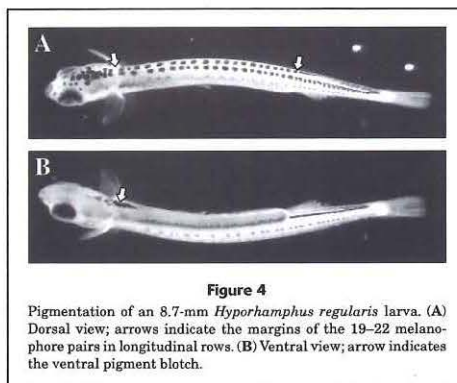 A
B
Figure 4
Pigmentation of an 8.7-mm Hyporhamphus regularis larva. (A)
Dorsal view; arrows indicate the margins of the 19–22 melano-
phore pairs in longitudinal rows. (B) Ventral view; arrow indicates
the ventral pigment blotch.